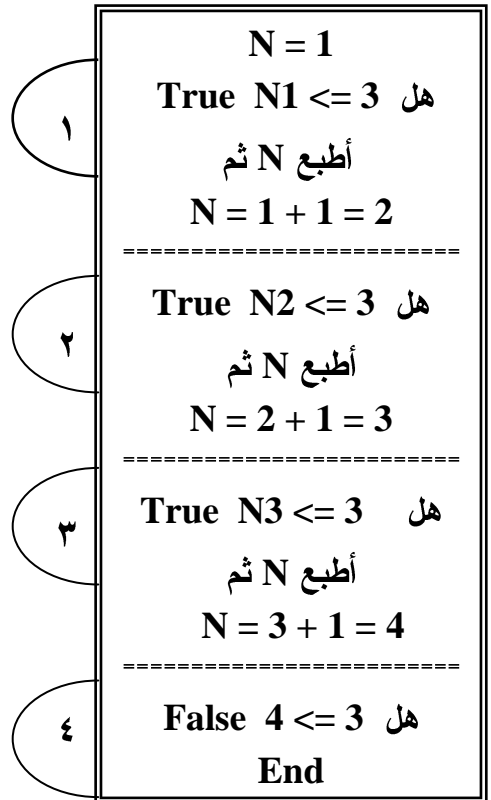 N = 1
هل N1 <= 3 True
١
أطبع N ثم
N = 1 + 1 = 2
=========================
هل N2 <= 3 True
٢
أطبع N ثم
N = 2 + 1 = 3
=========================
هل N3 <= 3 True
٣
أطبع N ثم
N = 3 + 1 = 4
=========================
هل 4 <= 3 False
٤
End